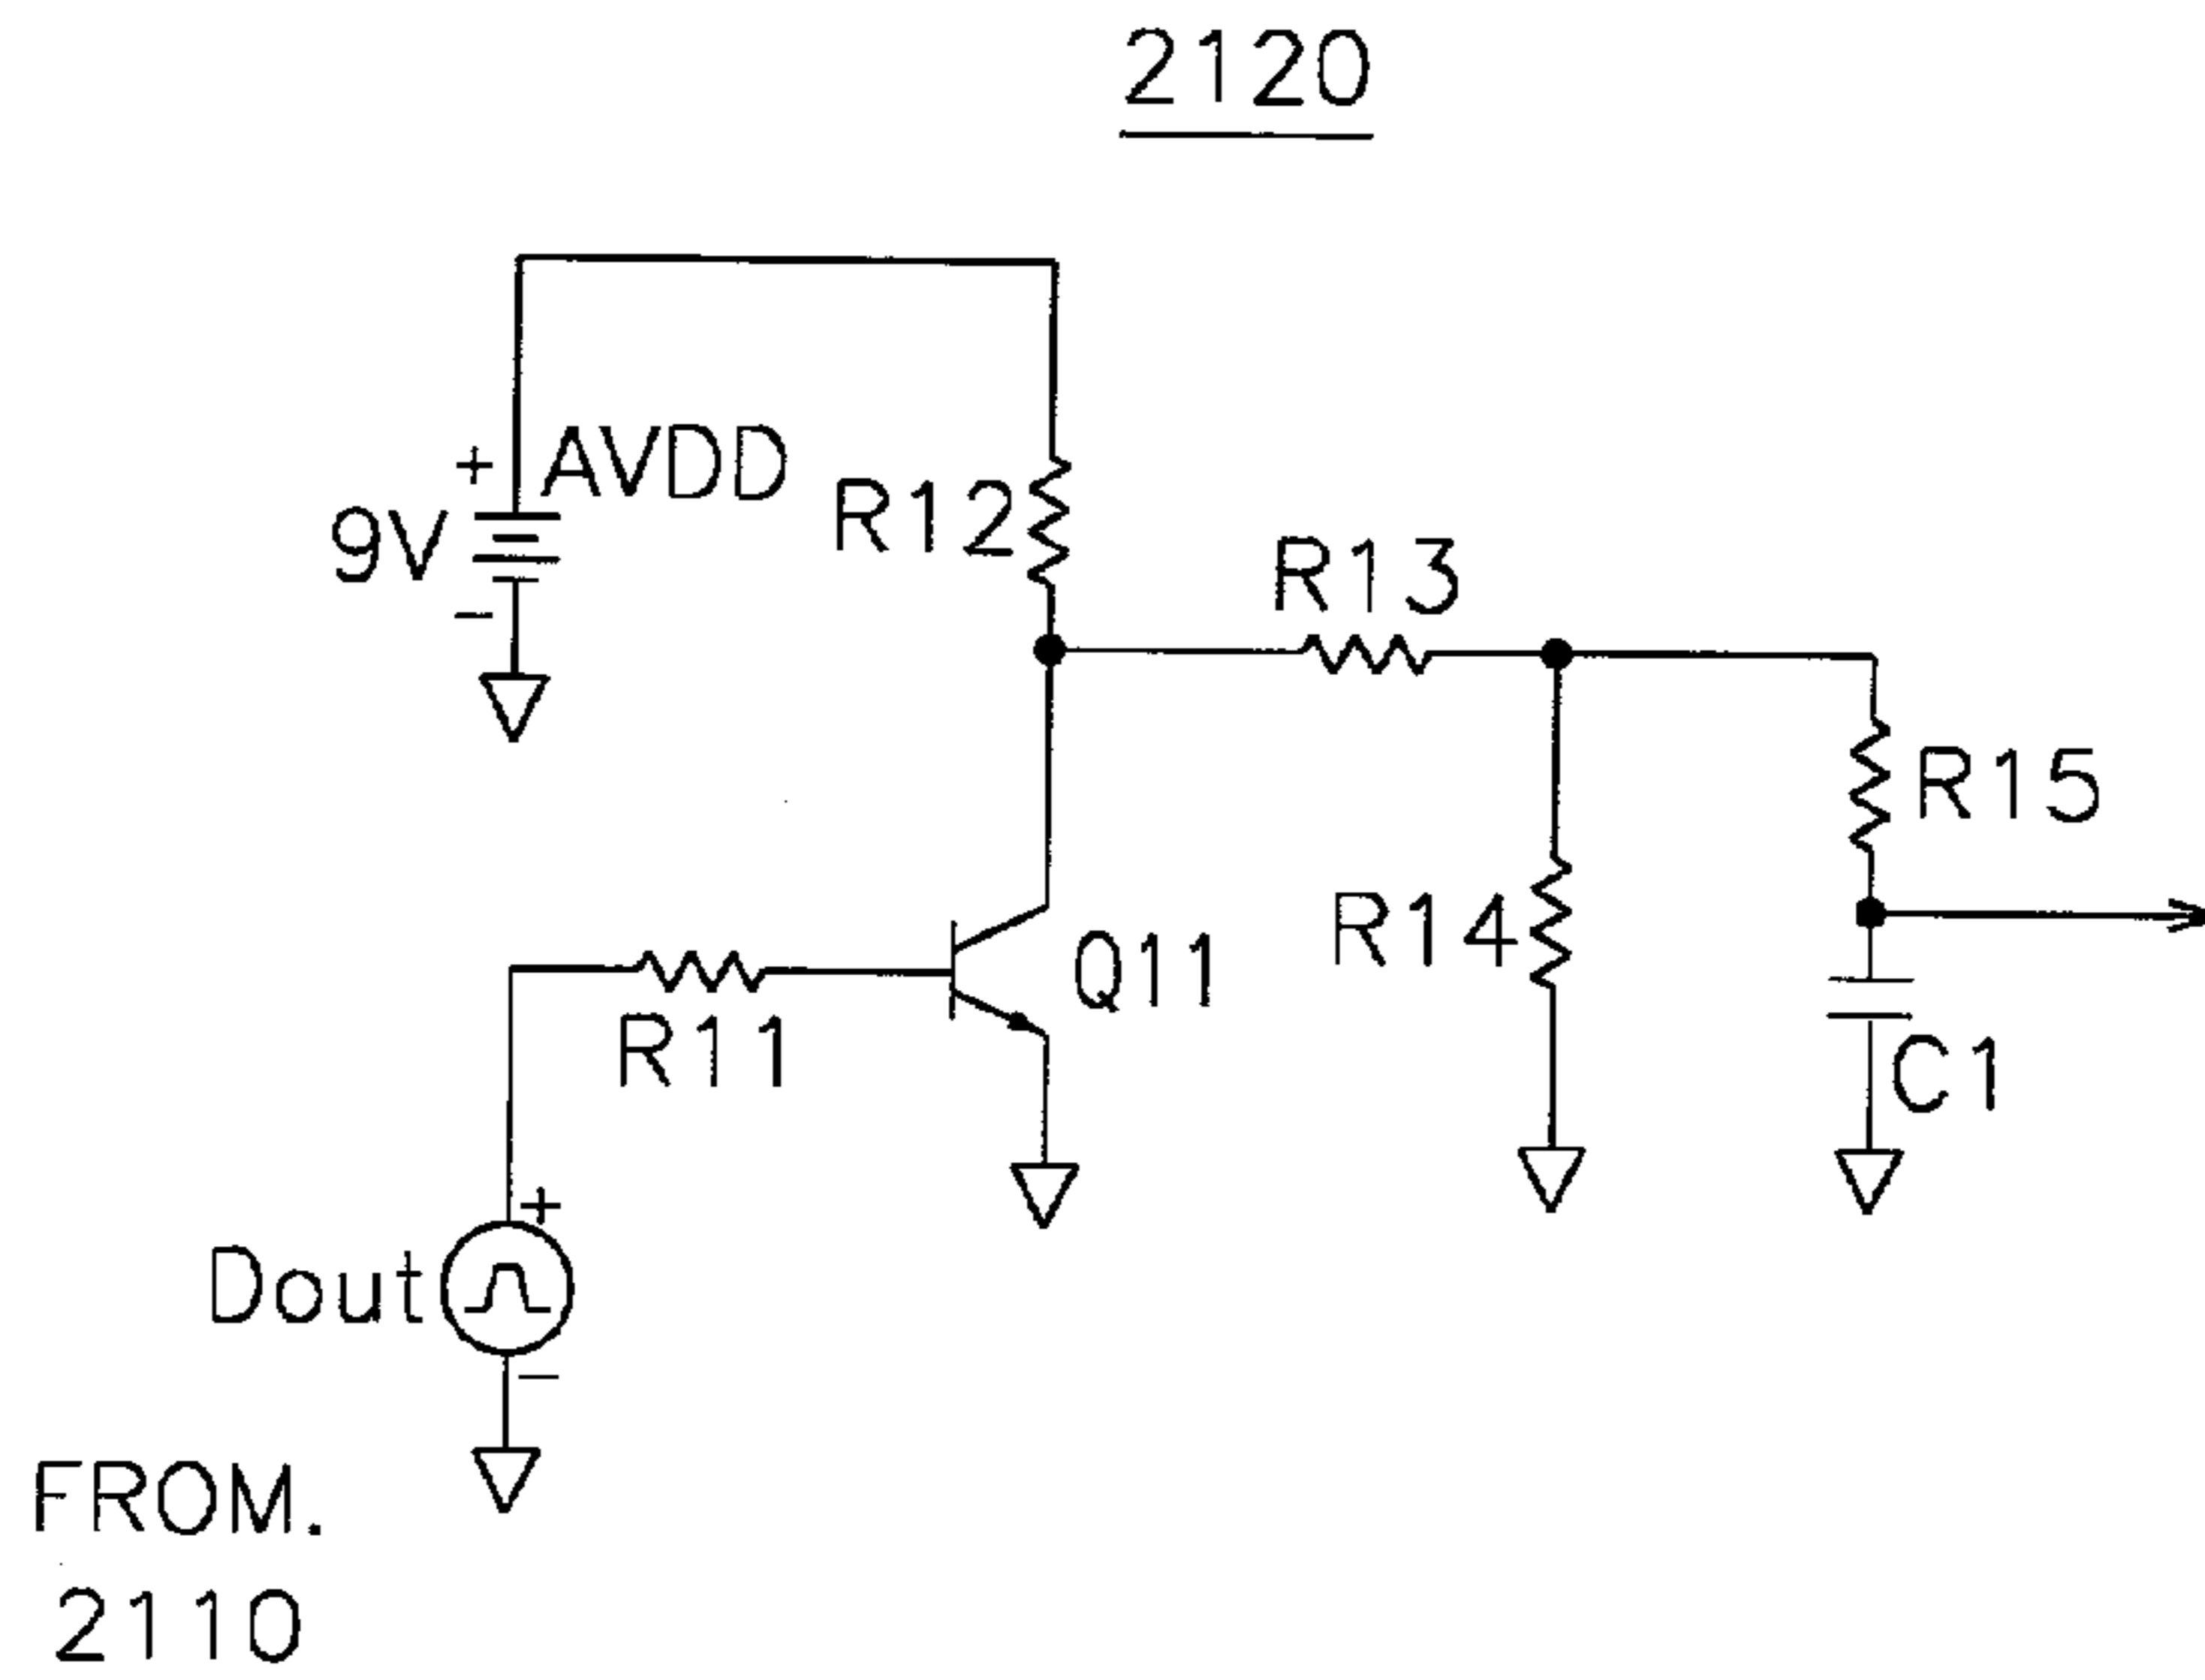 2120
+ AVDD
9V
R12
R13
−
R15
R14
Q11
R11
C1
+
Dout
−
FROM.
2110